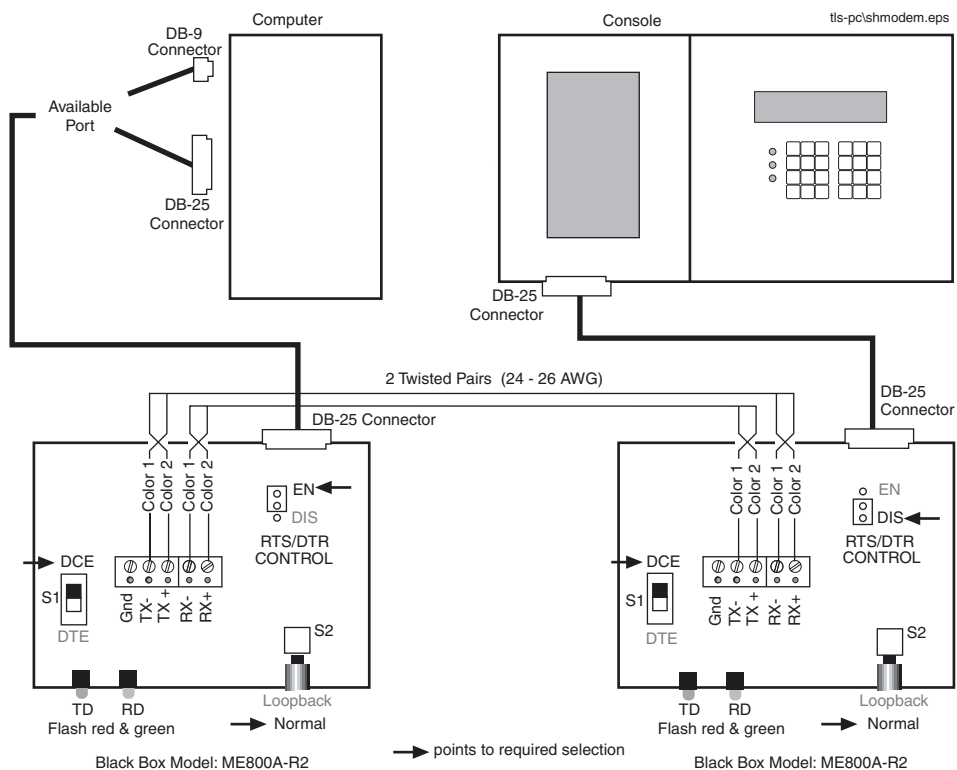 Computer
Console
tls-pc\shmodem.eps
DB-9
Connector
Available
Port
DB-25
Connector
DB-25
Connector
2 Twisted Pairs (24 - 26 AWG)
DB-25 Connector
DB-25
Connector
Color 1
Color 2
Color 1
Color 2
EN
DIS
RTS/DTR
CONTROL
DCE
S1
DTE
Gnd
TX-
TX +
RX-
RX+
S2
Loopback
Normal
TD
RD
Flash red & green
Black Box Model: ME800A-R2
Color 1
Color 2
Color 1
Color 2
EN
DIS
RTS/DTR
CONTROL
DCE
S1
DTE
Gnd
TX-
TX +
RX-
RX+
S2
Loopback
Normal
TD
RD
Flash red & green
Black Box Model: ME800A-R2
points to required selection